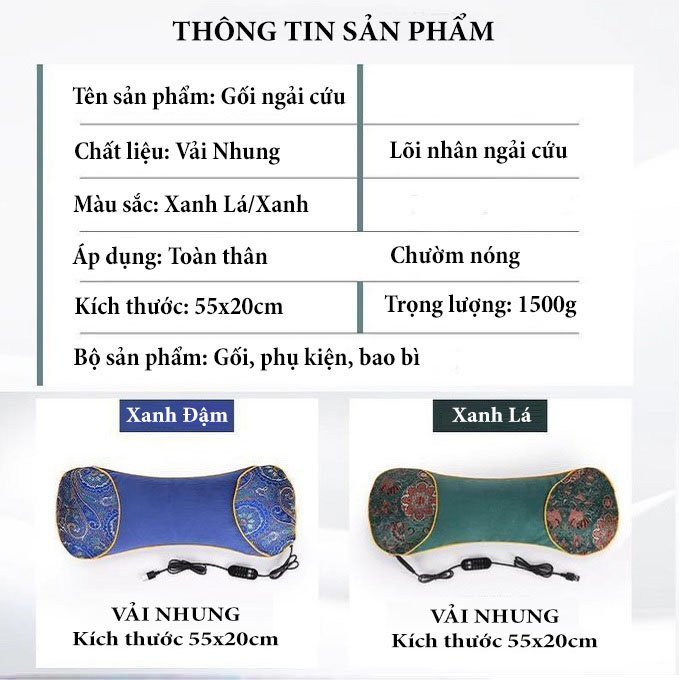 THÔNG TIN SẢN PHẨM
Tên sản phẩm: Gối ngải cứu
Chất liệu: Vải Nhung
Lõi nhân ngải cứu
Màu sắc: Xanh Lá/Xanh
Áp dụng: Toàn thân
Chườm nóng
Kích thước: 55x20cm
Trọng lượng: 1500g
Bộ sản phẩm: Gối, phụ kiện, bao bì
Xanh Đậm
Xanh Lá
VẢI NHUNG
Kích thước 55x20cm
VẢI NHUNG
Kích thước 55x20cm